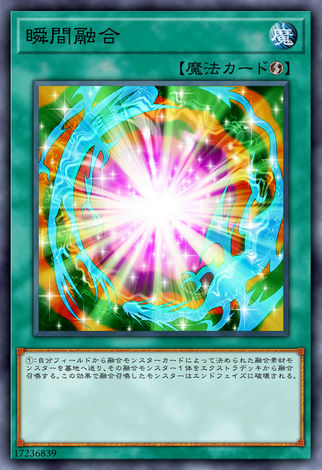 瞬間融合
魔
【魔法カード】
①:自分フィールドから融合モンスターカードによって決められた融合素材モ
ンスターを墓地へ送り、その融合モンスター1体をエクストラデッキから融合
召喚する。この効果で融合召喚したモンスターはエンドフェイズに破壊される。
17236839